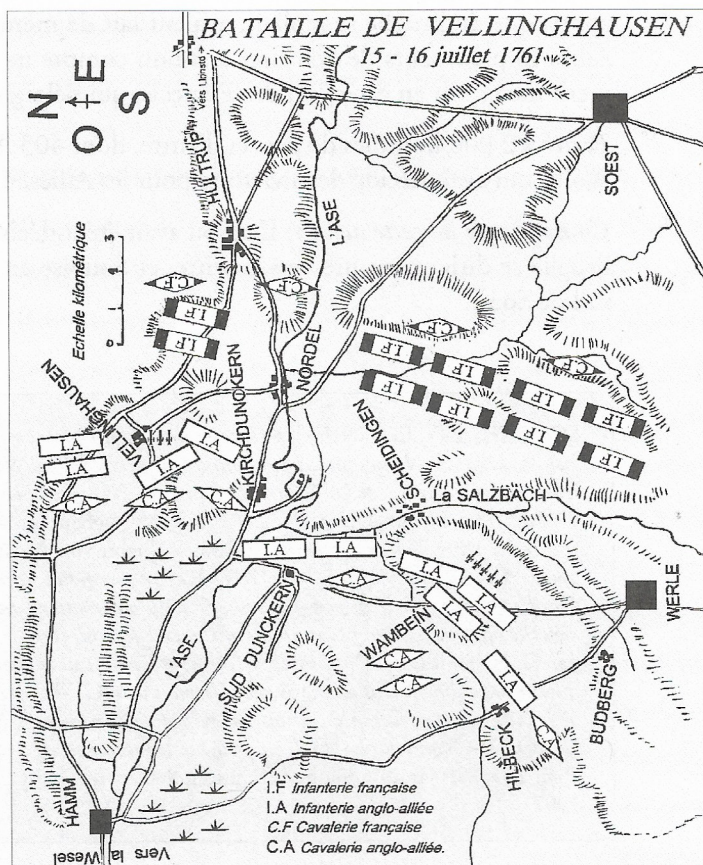 BATAILLE DE VELLINGHAUSEN
15 - 16 juillet 1761
N
O E
S
Vers Lipnstadt
HULTRUP
L'ASE
SOEST
Echelle kilométrique
0 1 2 3
C.F
C.F
I.F
I.F
C.F
C.F
I.F
I.F
I.F
I.F
I.F
I.F
I.F
I.F
VELLINGHAUSEN
NORDEL
KIRCHDUNCKERN
SCHEIDINGEN
La SALZBACH
I.A
I.A
I.A
I.A
C.A
C.A
C.A
I.A
I.A
C.A
I.A
I.A
I.A
I.A
WERLE
WAMBEIN
C.A
C.A
C.A
L'ASE
SUD DUNCKERN
HILBECK
BUDBERG
HAMM
Vers la
Wesel
I.F Infanterie française
I.A Infanterie anglo-alliée
C.F Cavalerie française
C.A Cavalerie anglo-alliée.